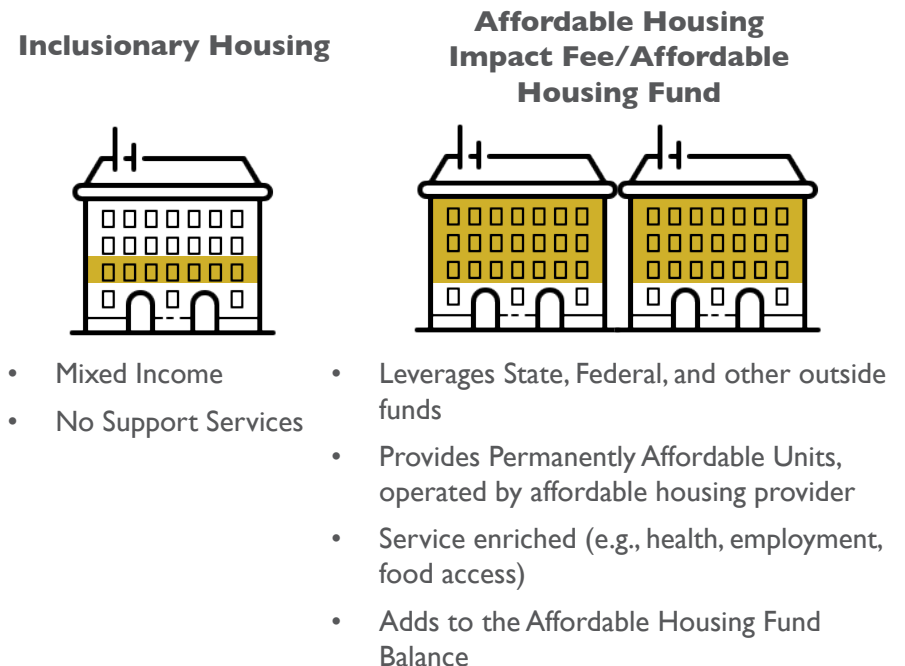 Inclusionary Housing
• Mixed Income
• No Support Services
Affordable Housing
Impact Fee/Affordable
Housing Fund
• Leverages State, Federal, and other outside
funds
• Provides Permanently Affordable Units,
operated by affordable housing provider
• Service enriched (e.g., health, employment,
food access)
• Adds to the Affordable Housing Fund
Balance